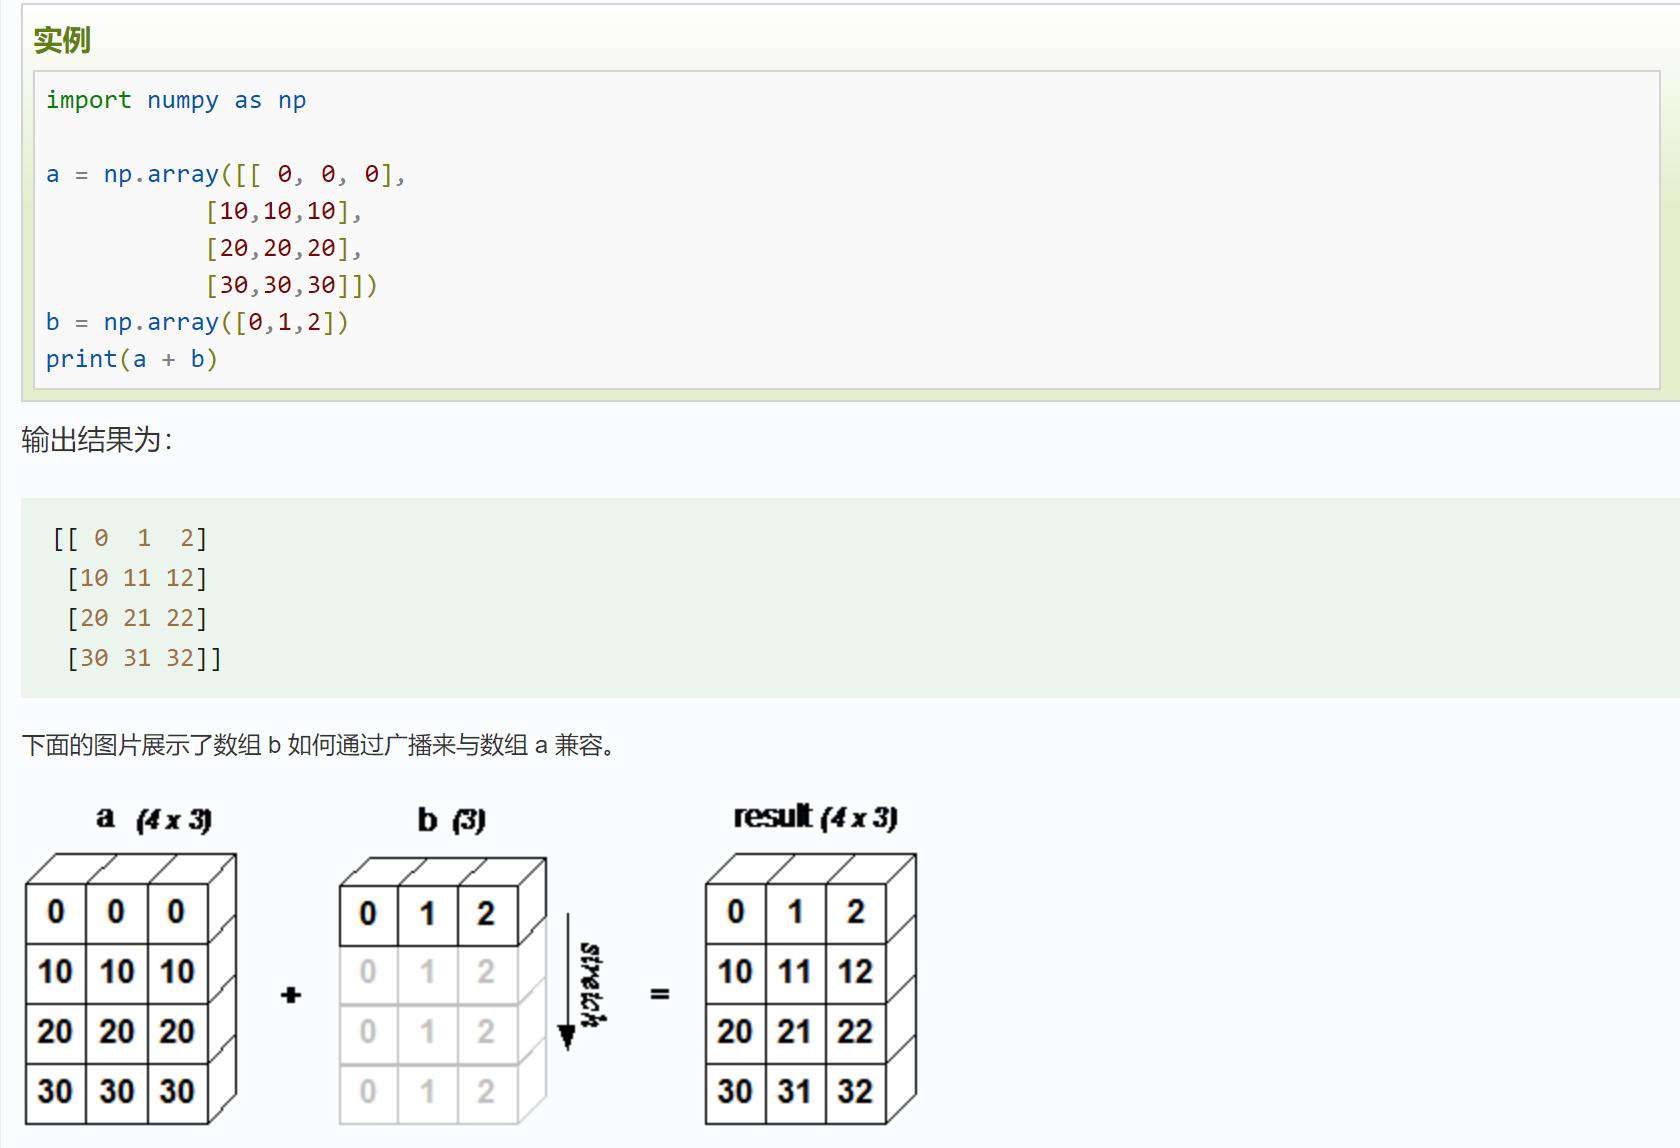 实例
import numpy as np
a = np.array([[ 0, 0, 0],
[10,10,10],
[20,20,20],
[30,30,30]])
b = np.array([0,1,2])
print(a + b)
输出结果为：
[[ 0  1  2]
[10 11 12]
[20 21 22]
[30 31 32]]
下面的图片展示了数组 b 如何通过广播来与数组 a 兼容。
a (4 x 3) b (3) result (4 x 3)
0 0 0 0 1 2 0 1 2
10 10 10 0 1 2 10 11 12
+ stretch =
20 20 20 0 1 2 20 21 22
30 30 30 0 1 2 30 31 32